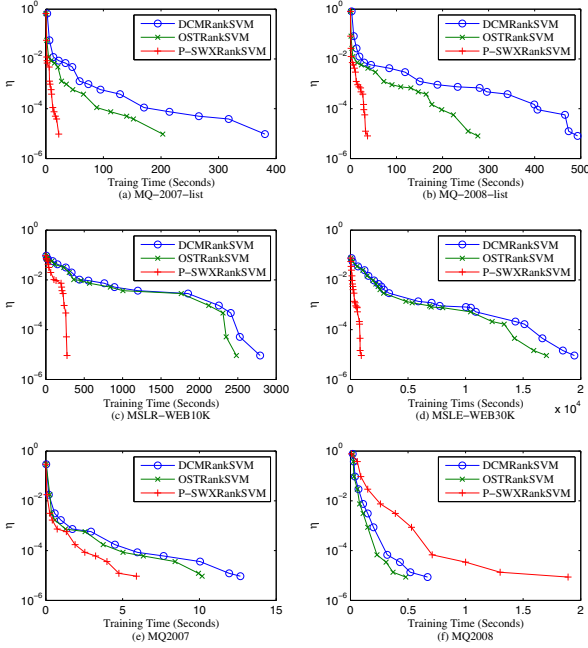 10^0
10^-2
10^-4
10^-6
η
DCMRankSVM
OSTRankSVM
P-SWXRankSVM
0 100 200 300 400
Traing Time (Seconds)
(a) MQ-2007-list
10^0
10^-2
10^-4
10^-6
η
DCMRankSVM
OSTRankSVM
P-SWXRankSVM
0 100 200 300 400 500
Training Time (Seconds)
(b) MQ-2008-list
10^0
10^-2
10^-4
10^-6
η
DCMRankSVM
OSTRankSVM
P-SWXRankSVM
0 500 1000 1500 2000 2500 3000
Training Time (Seconds)
(c) MSLR-WEB10K
10^0
10^-2
10^-4
10^-6
η
DCMRankSVM
OSTRankSVM
P-SWXRankSVM
0 0.5 1 1.5 2
x 10^4
Training Tims (Seconds)
(d) MSLE-WEB30K
10^0
10^-2
10^-4
10^-6
η
DCMRankSVM
OSTRankSVM
P-SWXRankSVM
0 5 10 15
Training Time (Seconds)
(e) MQ2007
10^0
10^-2
10^-4
10^-6
η
DCMRankSVM
OSTRankSVM
P-SWXRankSVM
0 0.5 1 1.5 2
Training Time (Seconds)
(f) MQ2008